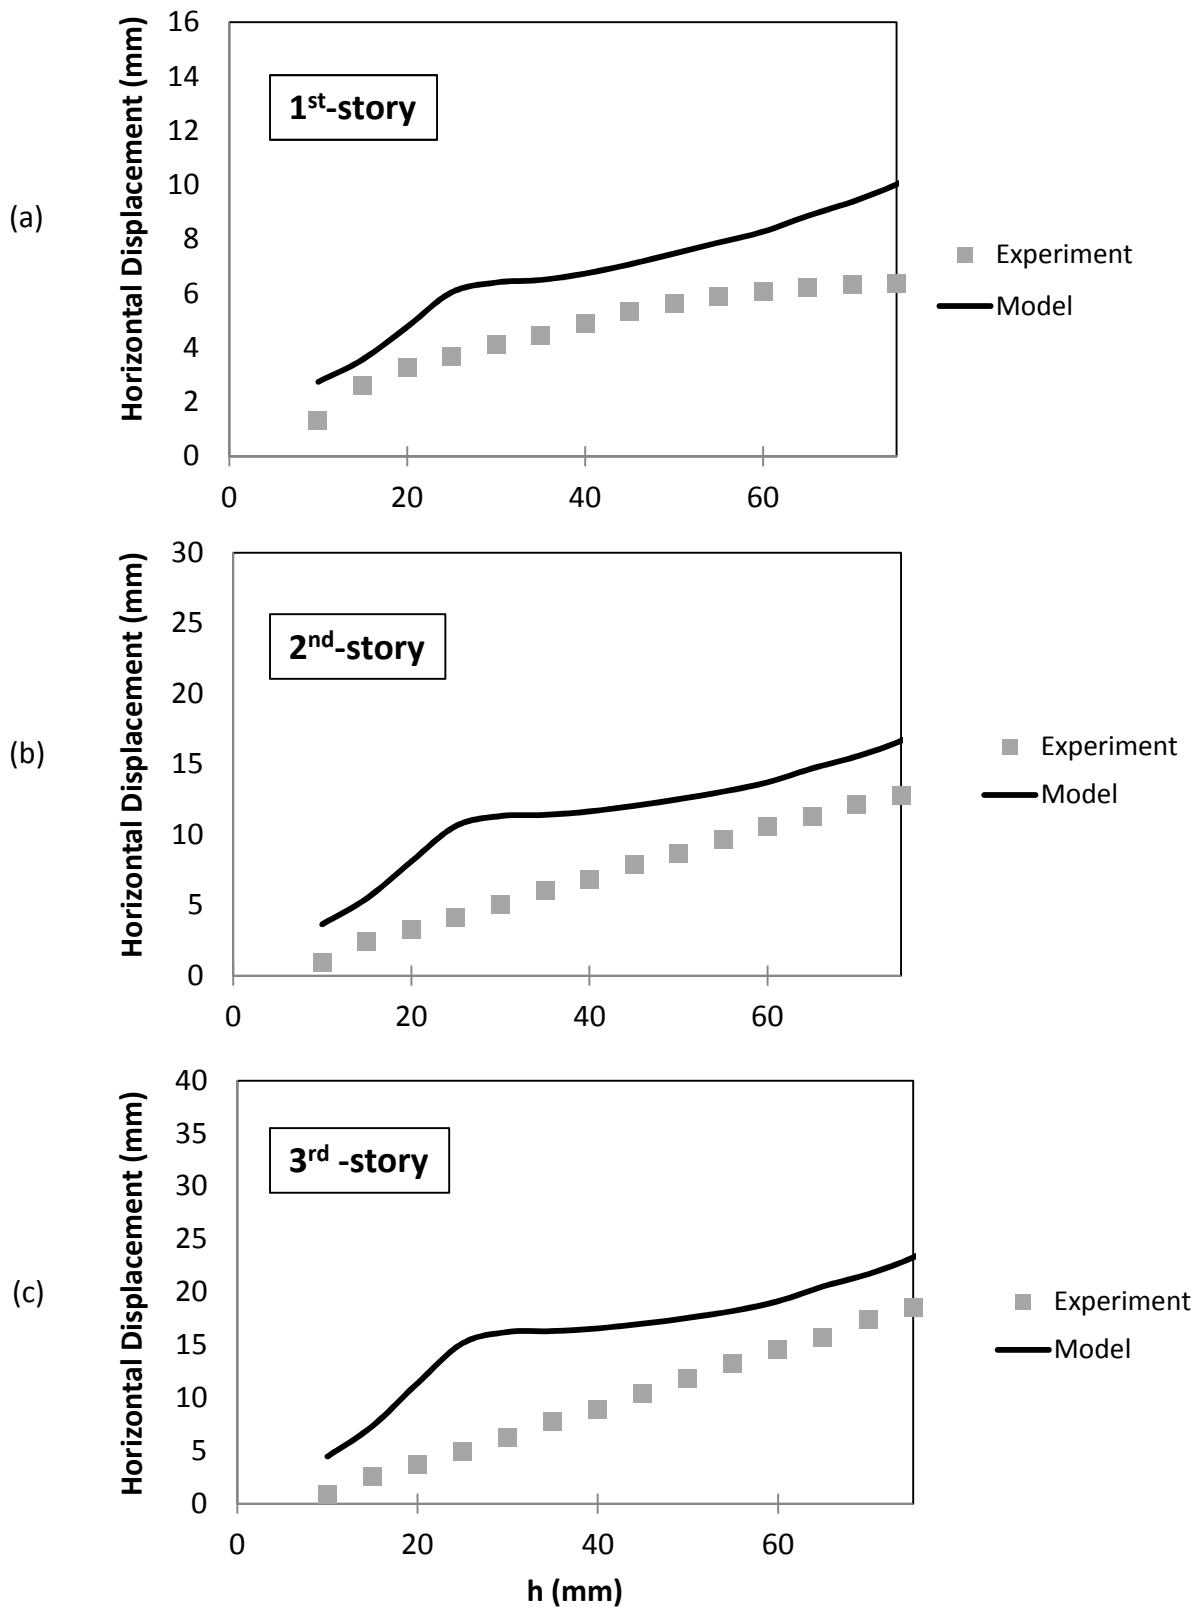 (a)
Horizontal Displacement (mm)
16
14
12
10
8
6
4
2
0
1st-story
0 20 40 60
Experiment
Model
(b)
Horizontal Displacement (mm)
30
25
20
15
10
5
0
2nd-story
0 20 40 60
Experiment
Model
(c)
Horizontal Displacement (mm)
40
35
30
25
20
15
10
5
0
3rd -story
0 20 40 60
h (mm)
Experiment
Model